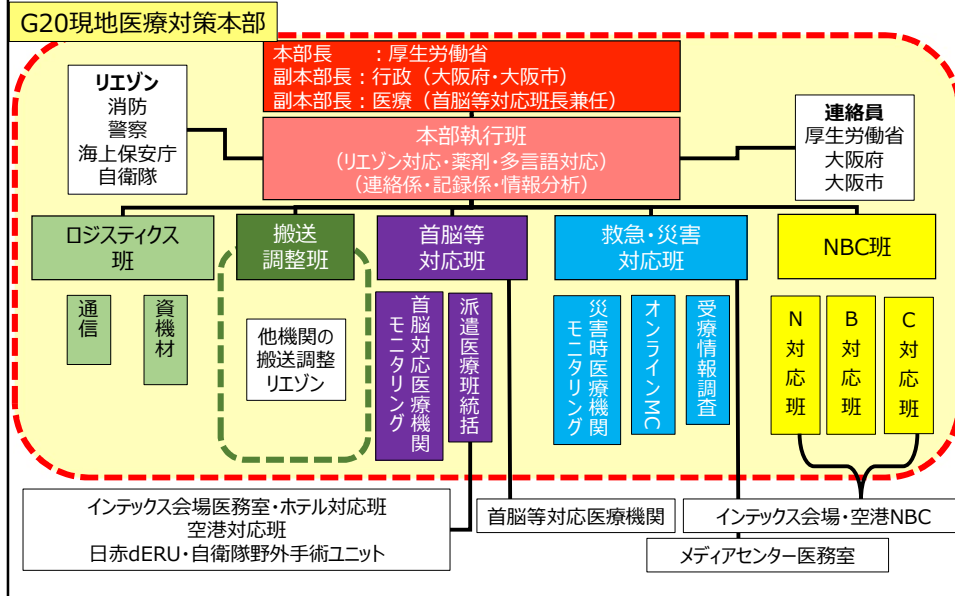 G20現地医療対策本部
本部長　　：厚生労働省
副本部長：行政（大阪府・大阪市）
副本部長：医療（首脳等対応班長兼任）
リエゾン
消防
警察
海上保安庁
自衛隊
本部執行班
（リエゾン対応・薬剤・多言語対応）
（連絡係・記録係・情報分析）
連絡員
厚生労働省
大阪府
大阪市
ロジスティクス
班
搬送
調整班
首脳等
対応班
救急・災害
対応班
NBC班
通信
資機材
他機関の
搬送調整
リエゾン
首脳対応医療機関
モニタリング
派遣医療班統括
災害時医療機関
モニタリング
オンラインMC
受療情報調査
N対応班
B対応班
C対応班
インテックス会場医務室・ホテル対応班
空港対応班
日赤dERU・自衛隊野外手術ユニット
首脳等対応医療機関
インテックス会場・空港NBC
メディアセンター医務室